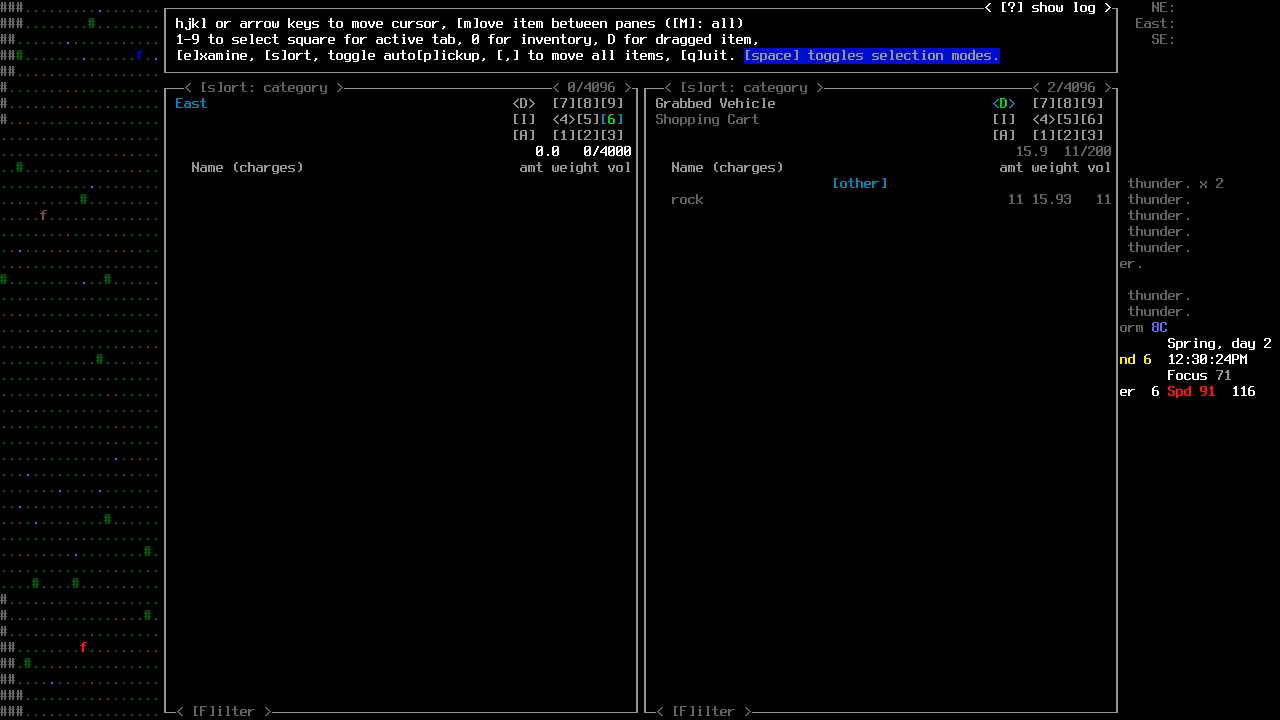 < [?] show log >
hjkl or arrow keys to move cursor, [m]ove item between panes ([M]: all)
1-9 to select square for active tab, 0 for inventory, D for dragged item,
[e]xamine, [s]ort, toggle auto[p]ickup, [,] to move all items, [q]uit. [space] toggles selection modes.
NE:
East:
SE:
< [s]ort: category > < 0/4096 >
East <D> [7][8][9]
[I] <4>[5][6]
[A] [1][2][3]
0.0 0/4000
Name (charges) amt weight vol
< [F]ilter >
< [s]ort: category > < 2/4096 >
Grabbed Vehicle <D> [7][8][9]
Shopping Cart [I] <4>[5][6]
[A] [1][2][3]
15.9 11/200
Name (charges) amt weight vol
[other]
rock 11 15.93 11
< [F]ilter >
thunder. x 2
thunder.
thunder.
thunder.
thunder.
er.
thunder.
thunder.
orm 8C
Spring, day 2
nd 6 12:30:24PM
Focus 71
er 6 Spd 91 116